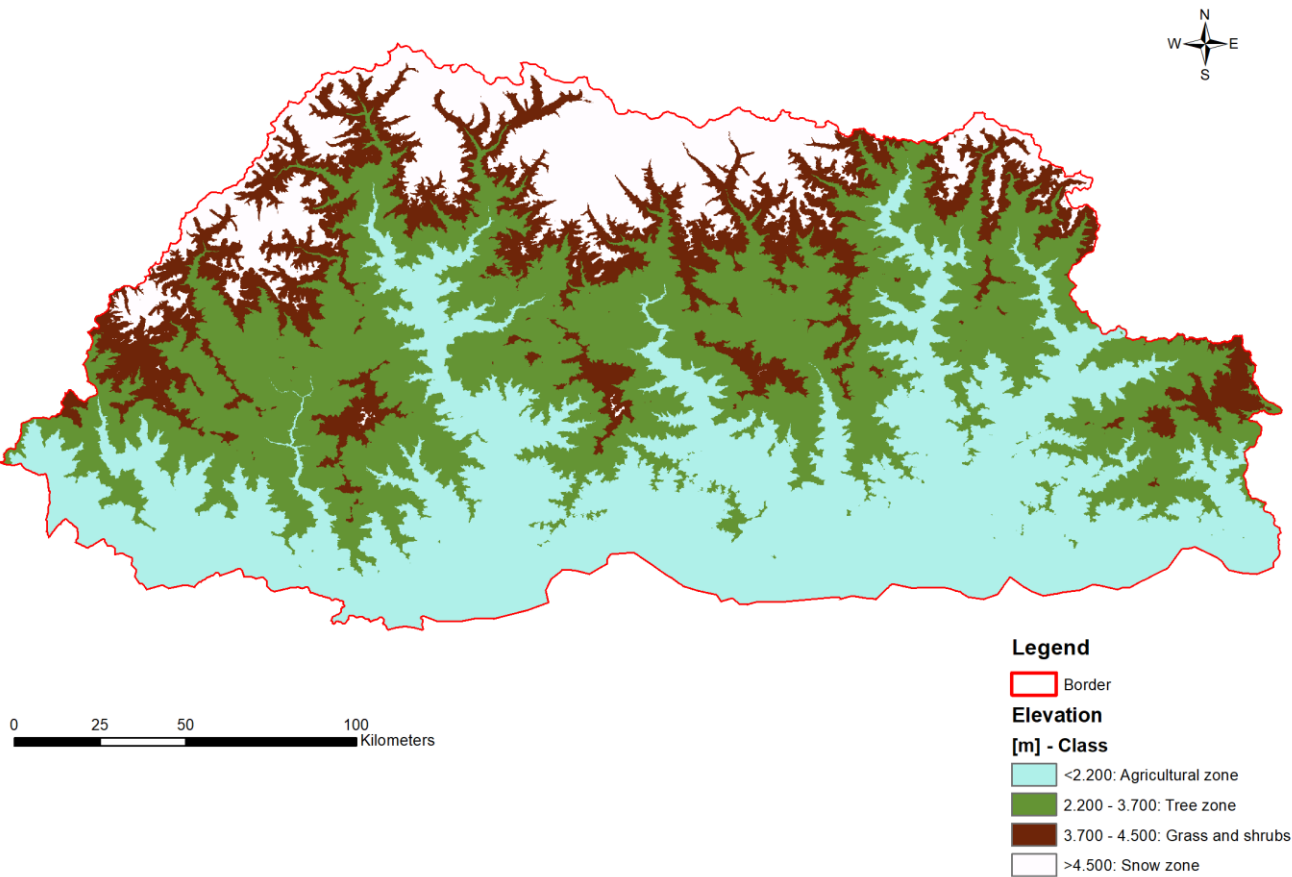 N
W E
S
Legend
Border
Elevation
[m] - Class
<2.200: Agricultural zone
2.200 - 3.700: Tree zone
3.700 - 4.500: Grass and shrubs
>4.500: Snow zone
0 25 50 100
Kilometers